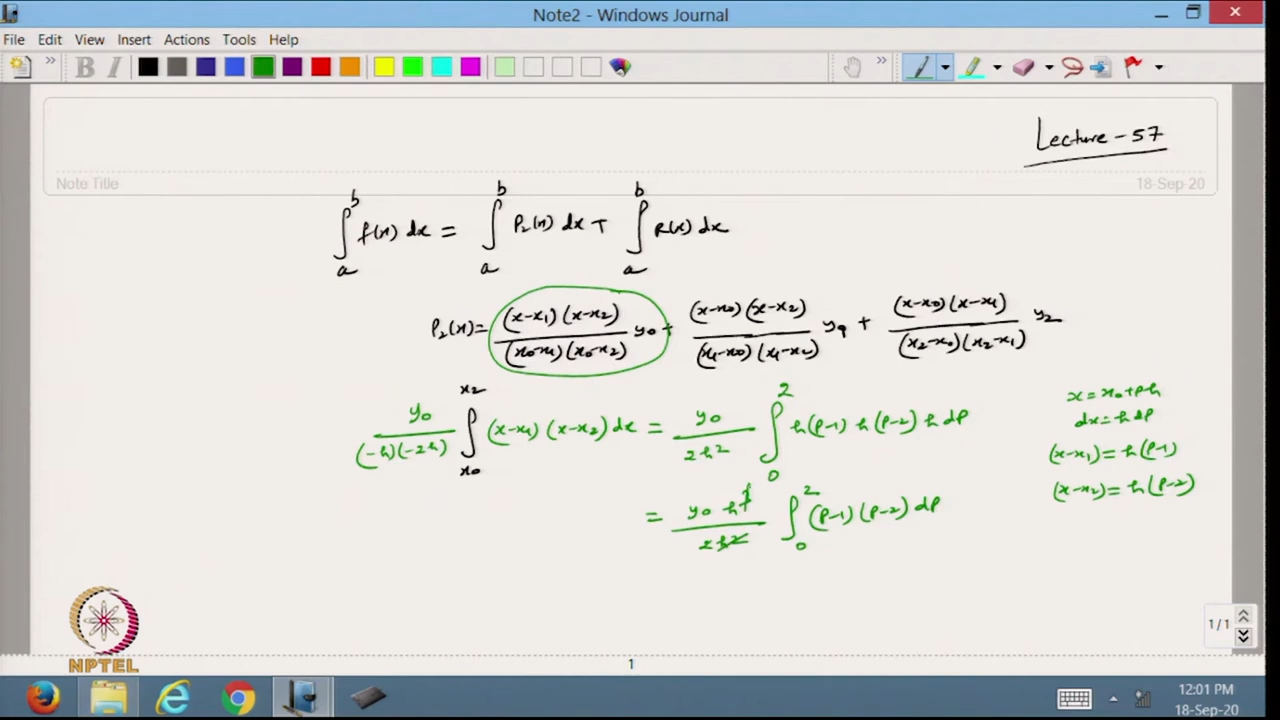 Note2 - Windows Journal
File Edit View Insert Actions Tools Help
Lecture - 57
Note Title
18-Sep-20
∫_a^b f(x) dx = ∫_a^b P₂(x) dx + ∫_a^b R(x) dx
P₂(x) = (x-x₁)(x-x₂)/(x₀-x₁)(x₀-x₂) y₀ + (x-x₀)(x-x₂)/(x₁-x₀)(x₁-x₂) y₁ + (x-x₀)(x-x₁)/(x₂-x₀)(x₂-x₁) y₂
y₀/(-h)(-2h) ∫_{x₀}^{x₂} (x-x₁)(x-x₂) dx = y₀/2h² ∫_0^2 h(p-1) h(p-2) h dp
x = x₀+ph
dx = h dp
(x-x₁) = h(p-1)
(x-x₂) = h(p-2)
= y₀ h/2h² ∫_0^2 (p-1)(p-2) dp
NPTEL
1/1
1
12:01 PM
18-Sep-20